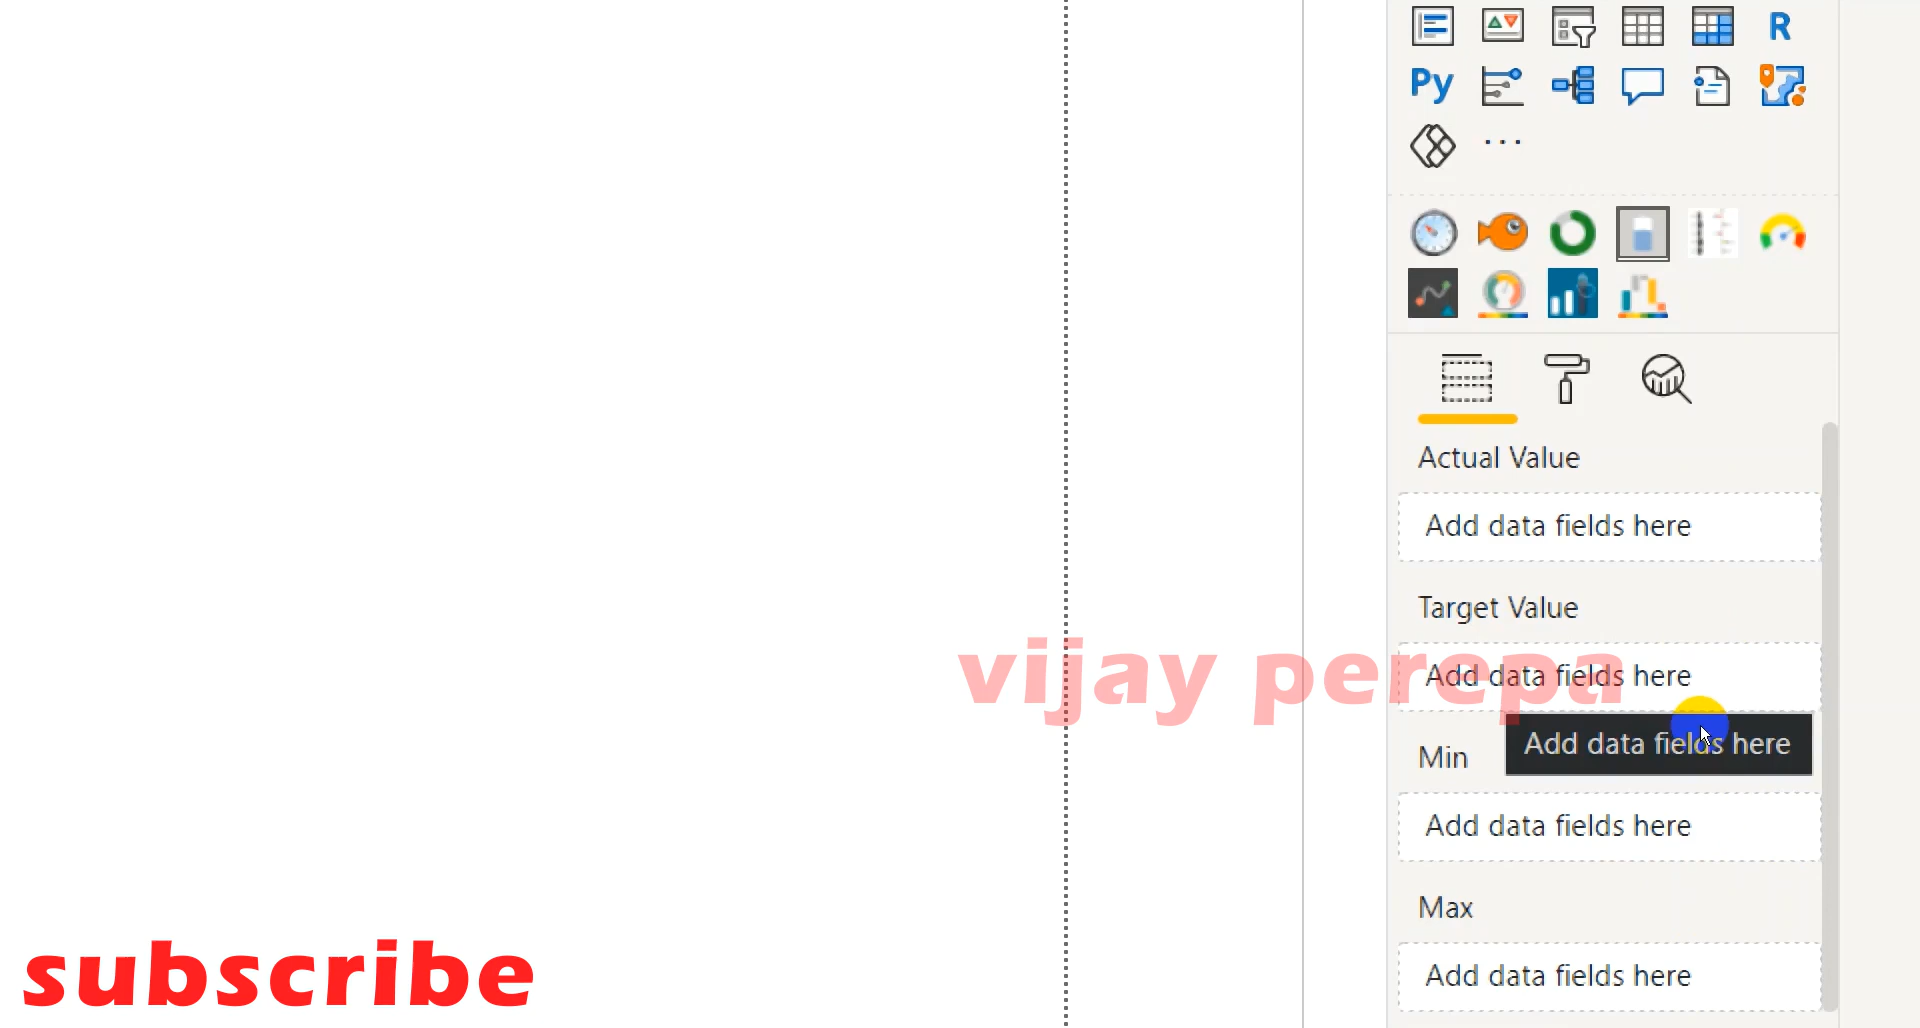 R
Py
...
Actual Value
Add data fields here
Target Value
Add data fields here
vijay perepa
Add data fields here
Min
Add data fields here
Max
Add data fields here
subscribe